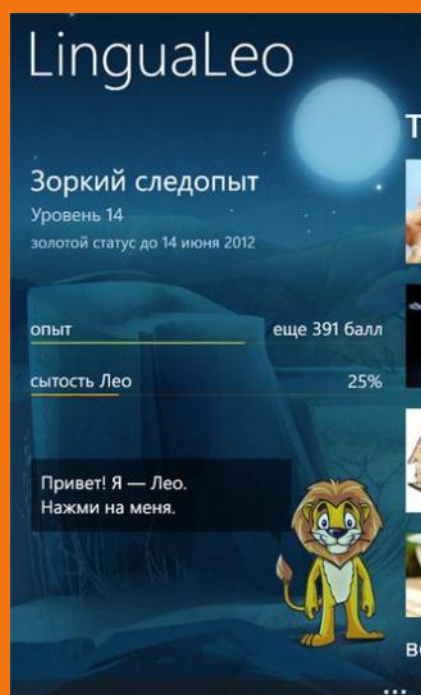 LinguaLeo
Зоркий следопыт
Уровень 14
золотой статус до 14 июня 2012
опыт еще 391 балл
сытость Лео 25%
Привет! Я — Лео.
Нажми на меня.